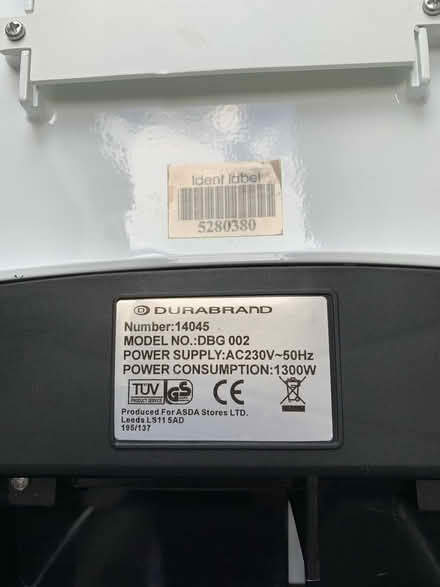 Ident label
5280380
DURABRAND
Number:14045
MODEL NO.:DBG 002
POWER SUPPLY:AC230V~50Hz
POWER CONSUMPTION:1300W
TÜV
PRODUCT SERVICE
GS
CE
Produced For ASDA Stores LTD.
Leeds LS11 5AD
195/137